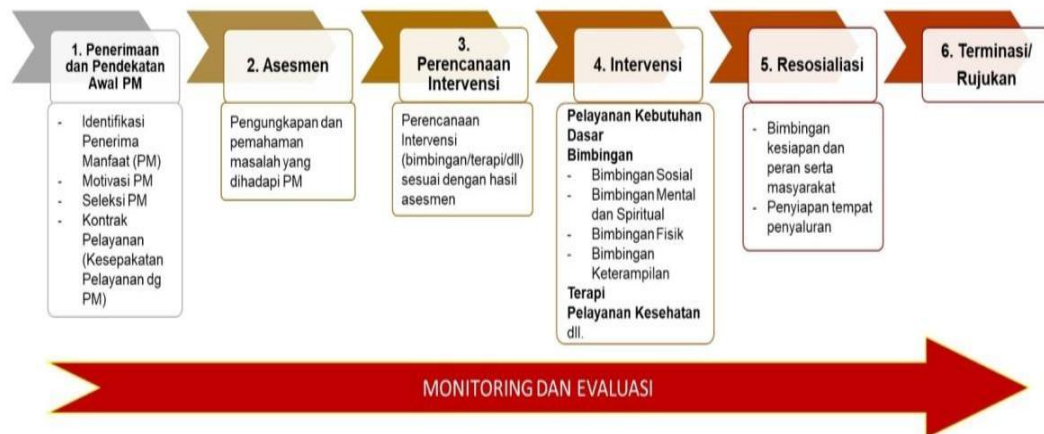 1. Penerimaan
dan Pendekatan
Awal PM
- Identifikasi
Penerima
Manfaat (PM)
- Motivasi PM
- Seleksi PM
- Kontrak
Pelayanan
(Kesepakatan
Pelayanan dg
PM)
2. Asesmen
Pengungkapan dan
pemahaman
masalah yang
dihadapi PM
3.
Perencanaan
Intervensi
Perencanaan
Intervensi
(bimbingan/terapi/dll)
sesuai dengan hasil
asesmen
4. Intervensi
Pelayanan Kebutuhan
Dasar
Bimbingan
- Bimbingan Sosial
- Bimbingan Mental
dan Spiritual
- Bimbingan Fisik
- Bimbingan
Keterampilan
Terapi
Pelayanan Kesehatan
dll.
5. Resosialiasi
- Bimbingan
kesiapan dan
peran serta
masyarakat
- Penyiapan tempat
penyaluran
6. Terminasi/
Rujukan
MONITORING DAN EVALUASI